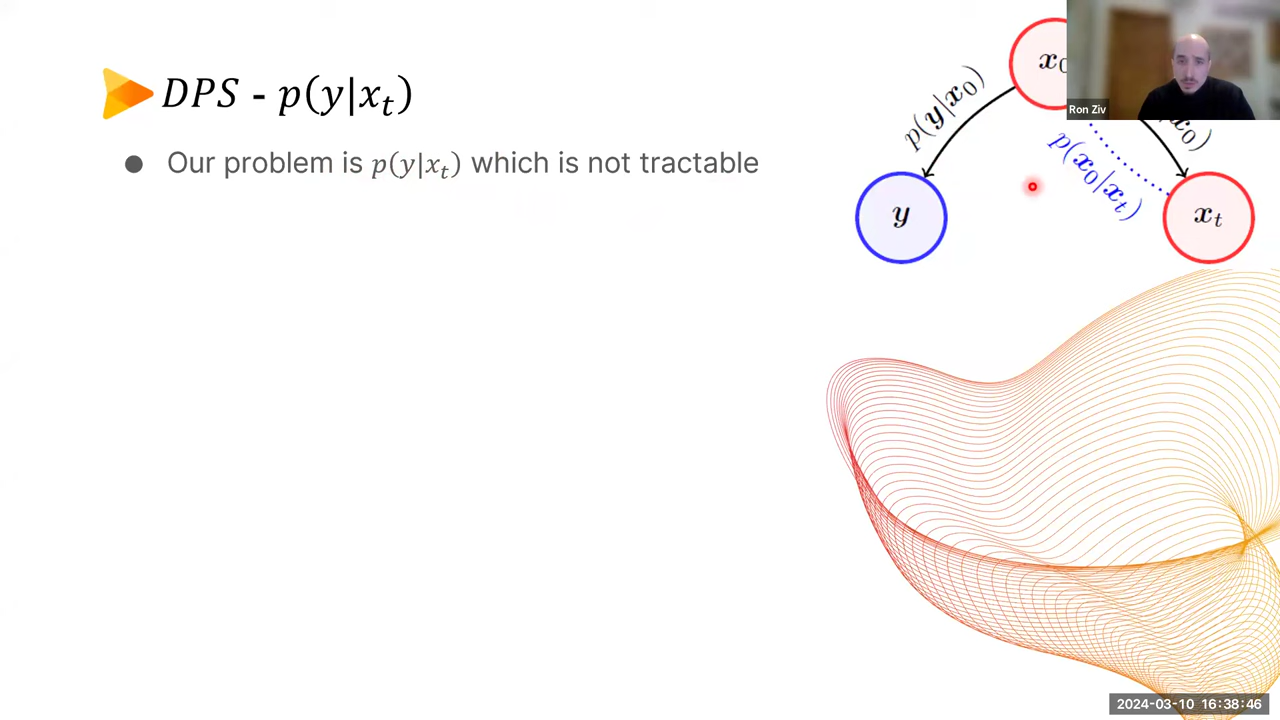 DPS - p(y|x_t)
● Our problem is p(y|x_t) which is not tractable
x_0
p(y|x_0)
x_0)
p(x_0|x_t)
y
x_t
Ron Ziv
2024-03-10 16:38:46